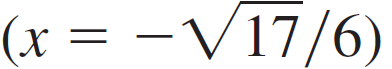 (x = −√17/6)